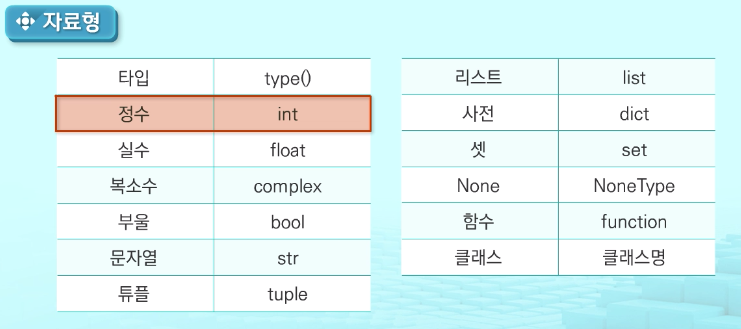 자료형
타입 type()
정수 int
실수 float
복소수 complex
부울 bool
문자열 str
튜플 tuple
리스트 list
사전 dict
셋 set
None NoneType
함수 function
클래스 클래스명